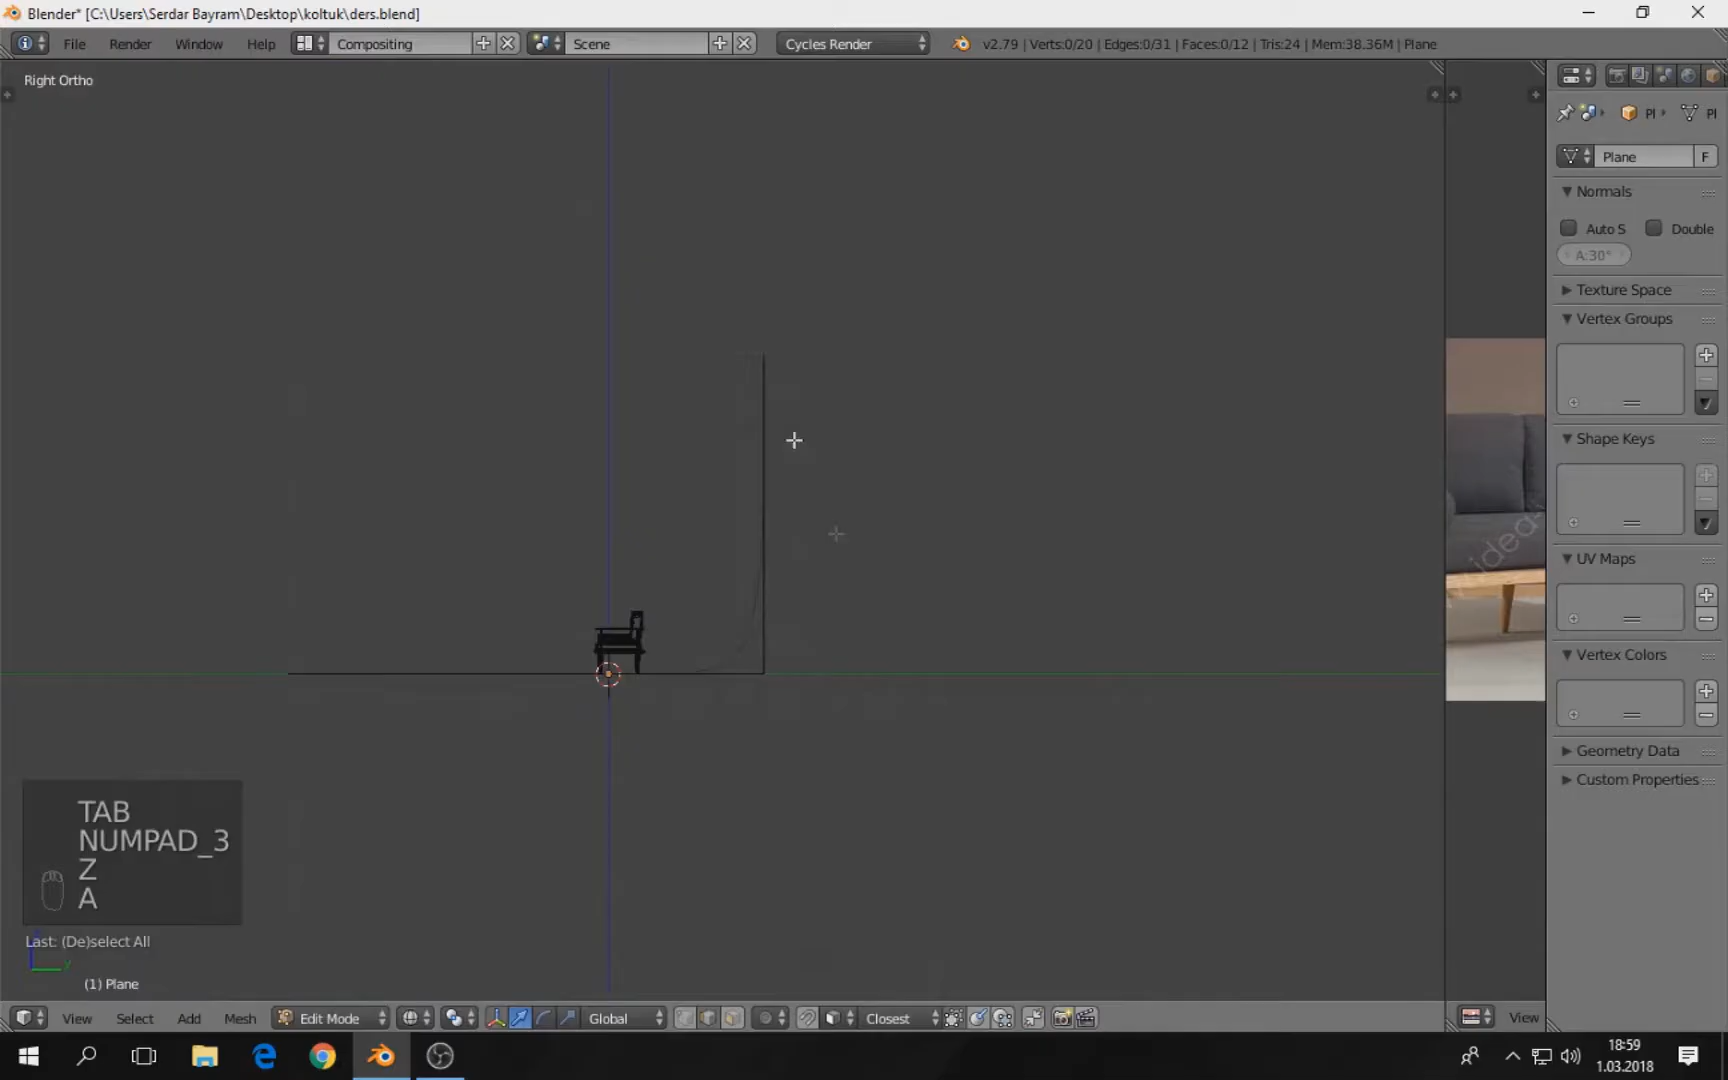 Blender* [C:\Users\Serdar Bayram\Desktop\koltuk\ders.blend]
File Render Window Help Compositing Scene Cycles Render v2.79 | Verts:0/20 | Edges:0/31 | Faces:0/12 | Tris:24 | Mem:38.36M | Plane
Right Ortho
Pl Pl
Plane F
Normals
Auto S Double
A:30°
Texture Space
Vertex Groups
Shape Keys
UV Maps
Vertex Colors
Geometry Data
Custom Properties
TAB
NUMPAD_3
Z
A
Last: (De)select All
(1) Plane
View Select Add Mesh Edit Mode Global Closest View
18:59
1.03.2018